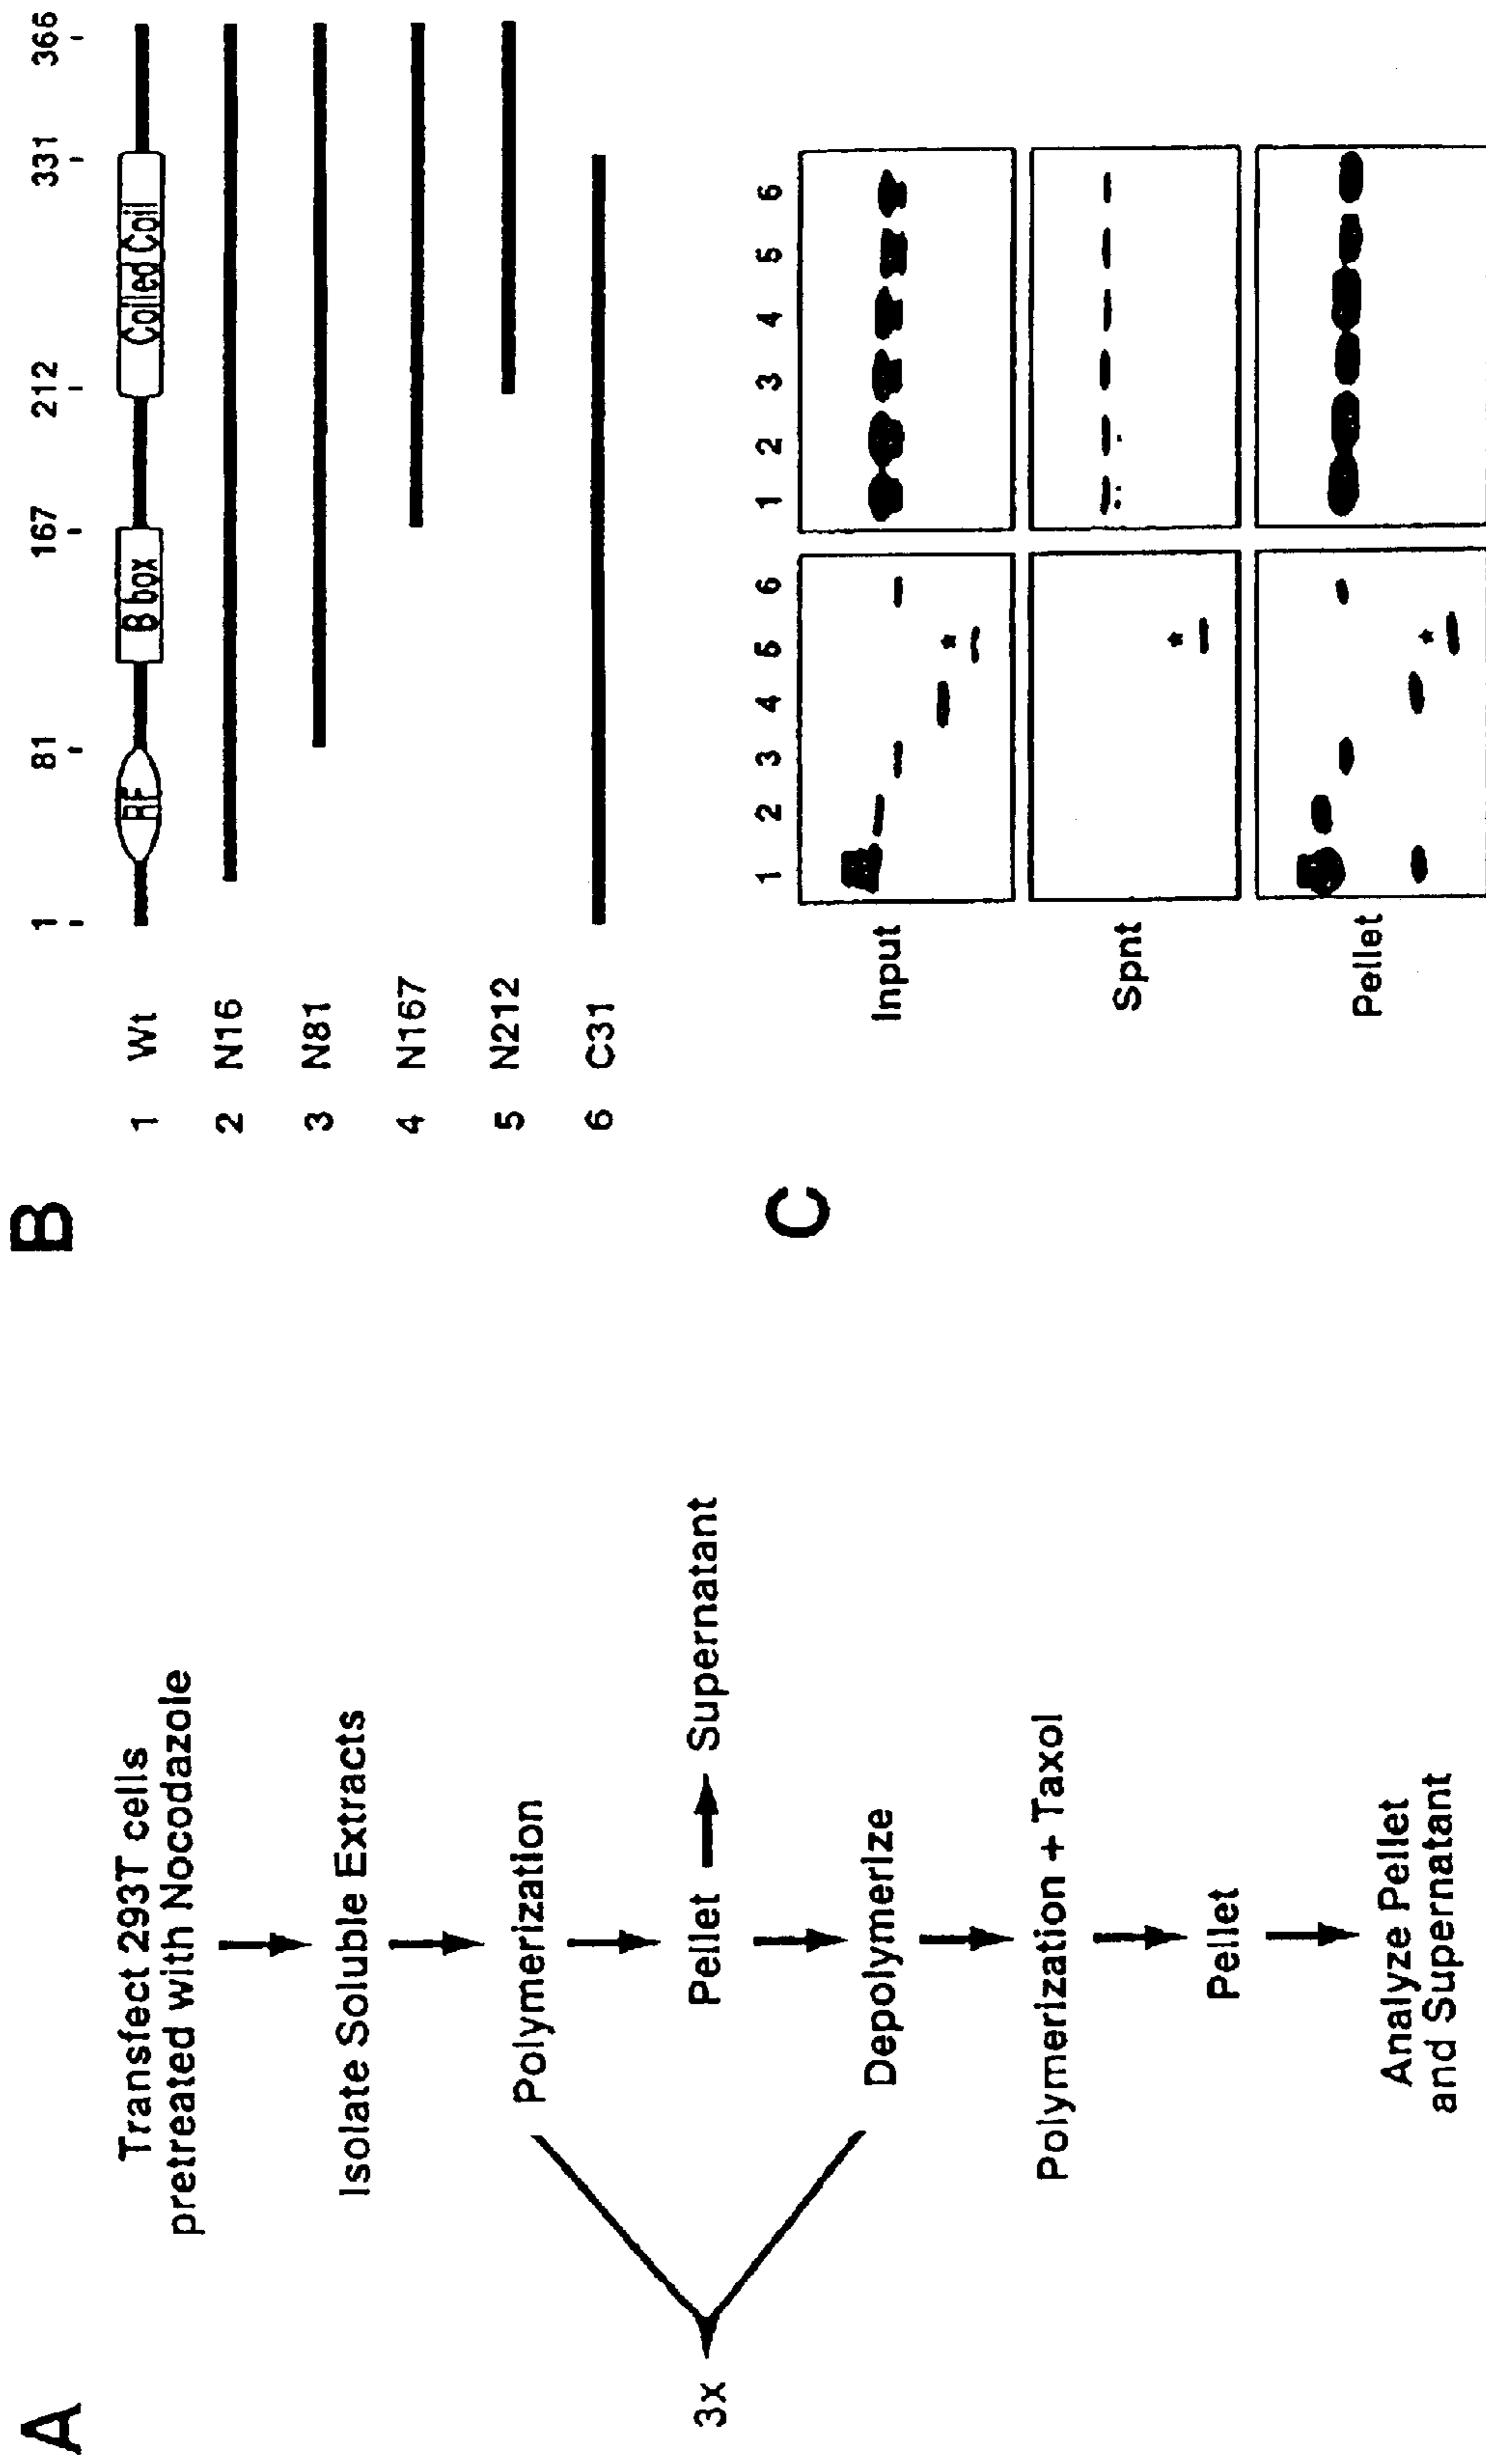 A
Transfect 293T cells
pretreated with Nocodazole
Isolate Soluble Extracts
Polymerization
3x
Pellet
Supernatant
Depolymerize
Polymerization + Taxol
Pellet
Analyze Pellet
and Supernatant
B
1 81 167 212 331 366
1 Wt RF B box Coiled Coil
2 N16
3 N81
4 N167
5 N212
6 C31
C
1 2 3 4 5 6 1 2 3 4 5 6
Input
*
Spnt
*
Pellet
*